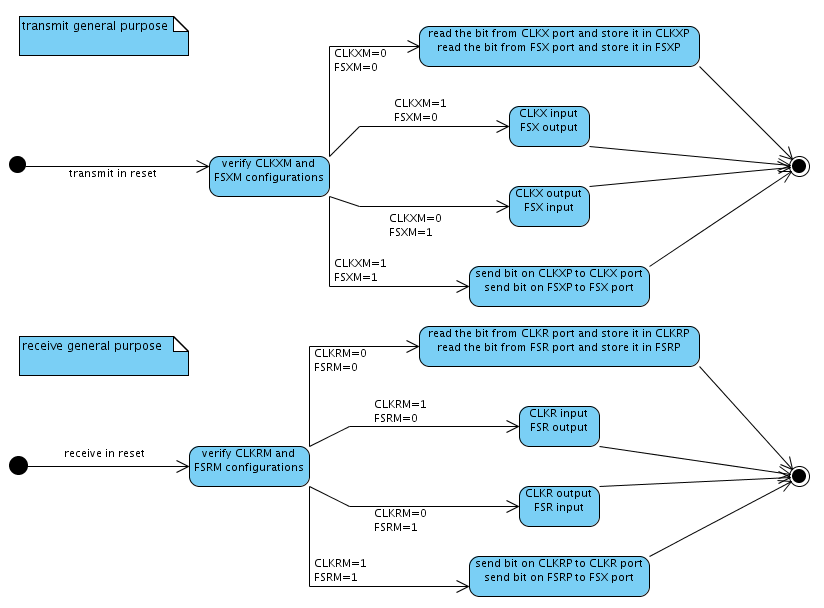 transmit general purpose
read the bit from CLKX port and store it in CLKXP
read the bit from FSX port and store it in FSXP
CLKXM=0
FSXM=0
CLKXM=1
FSXM=0
CLKX input
FSX output
transmit in reset
verify CLKXM and
FSXM configurations
CLKX output
FSX input
CLKXM=0
FSXM=1
CLKXM=1
FSXM=1
send bit on CLKXP to CLKX port
send bit on FSXP to FSX port
receive general purpose
read the bit from CLKR port and store it in CLKRP
read the bit from FSR port and store it in FSRP
CLKRM=0
FSRM=0
CLKRM=1
FSRM=0
CLKR input
FSR output
receive in reset
verify CLKRM and
FSRM configurations
CLKR output
FSR input
CLKRM=0
FSRM=1
CLKRM=1
FSRM=1
send bit on CLKRP to CLKR port
send bit on FSRP to FSX port